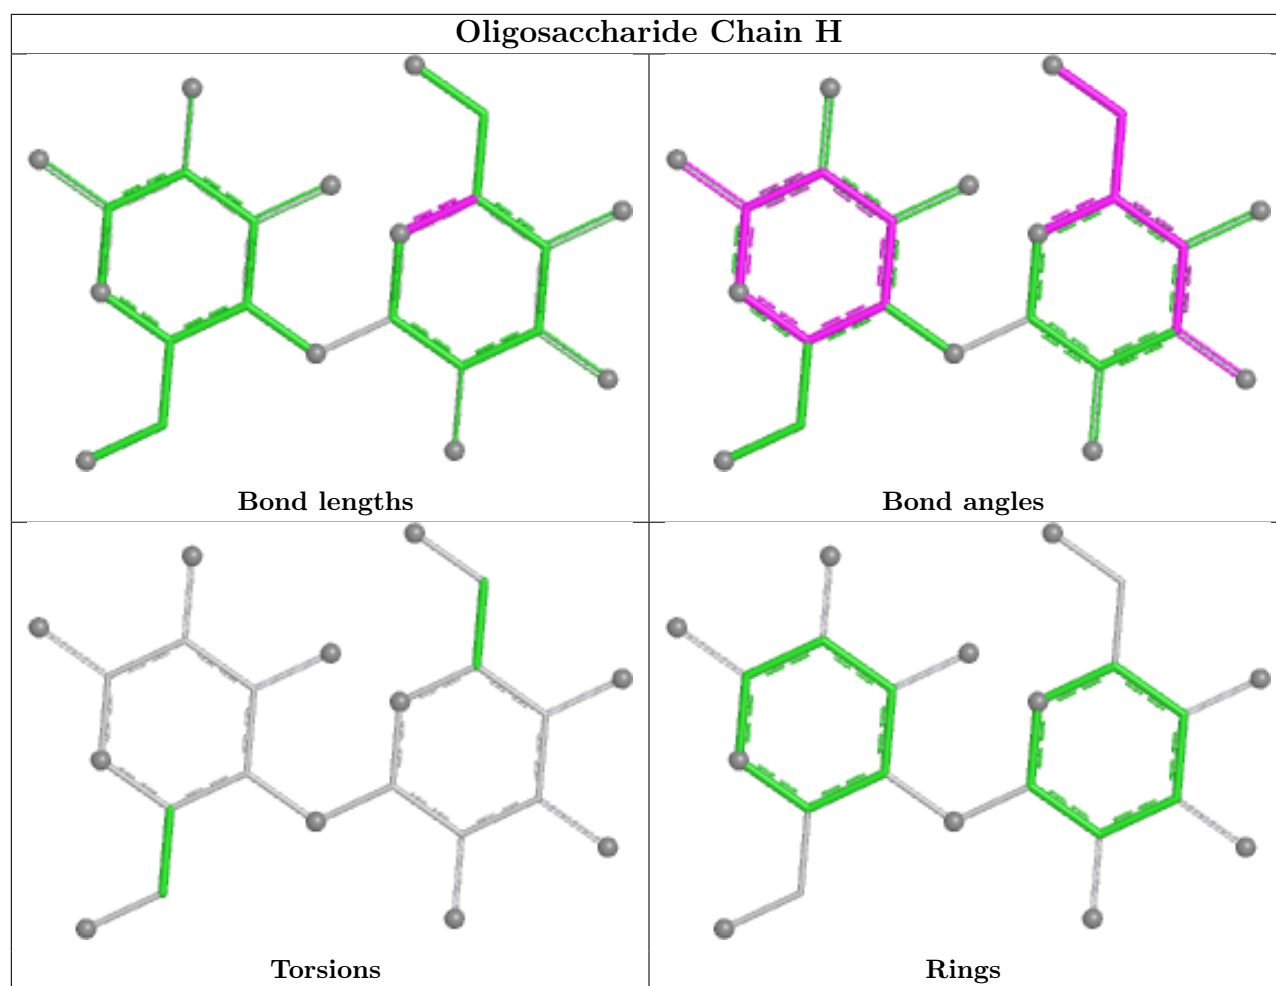 Oligosaccharide Chain H
Bond lengths
Bond angles
Torsions
Rings